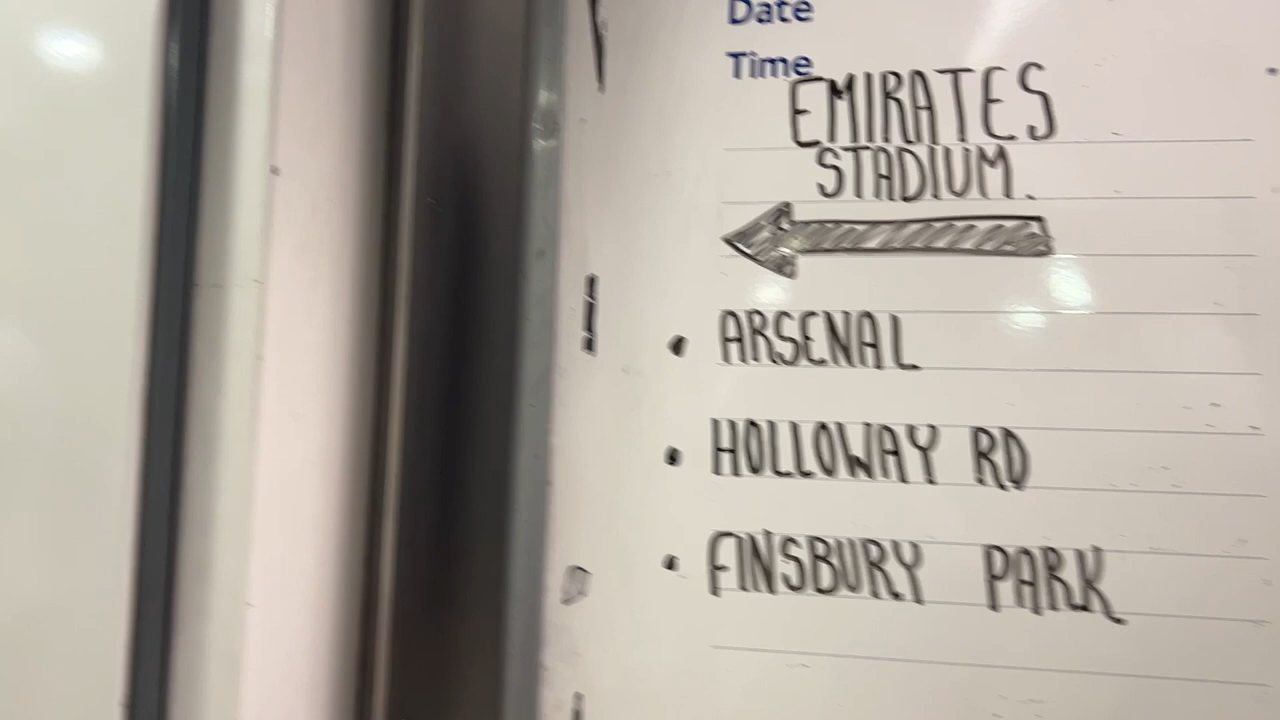 Date
Time
EMIRATES
STADIUM.
• ARSENAL
• HOLLOWAY RD
• FINSBURY PARK